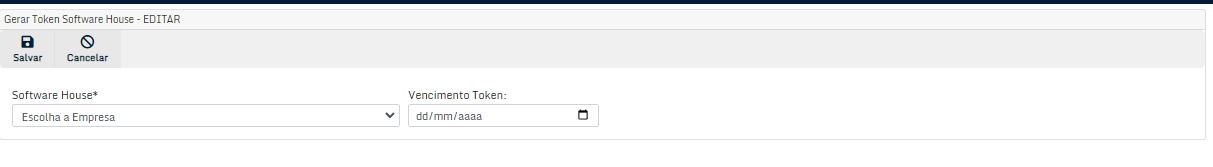 Gerar Token Software House - EDITAR
Salvar Cancelar
Software House* Vencimento Token:
Escolha a Empresa dd/mm/aaaa